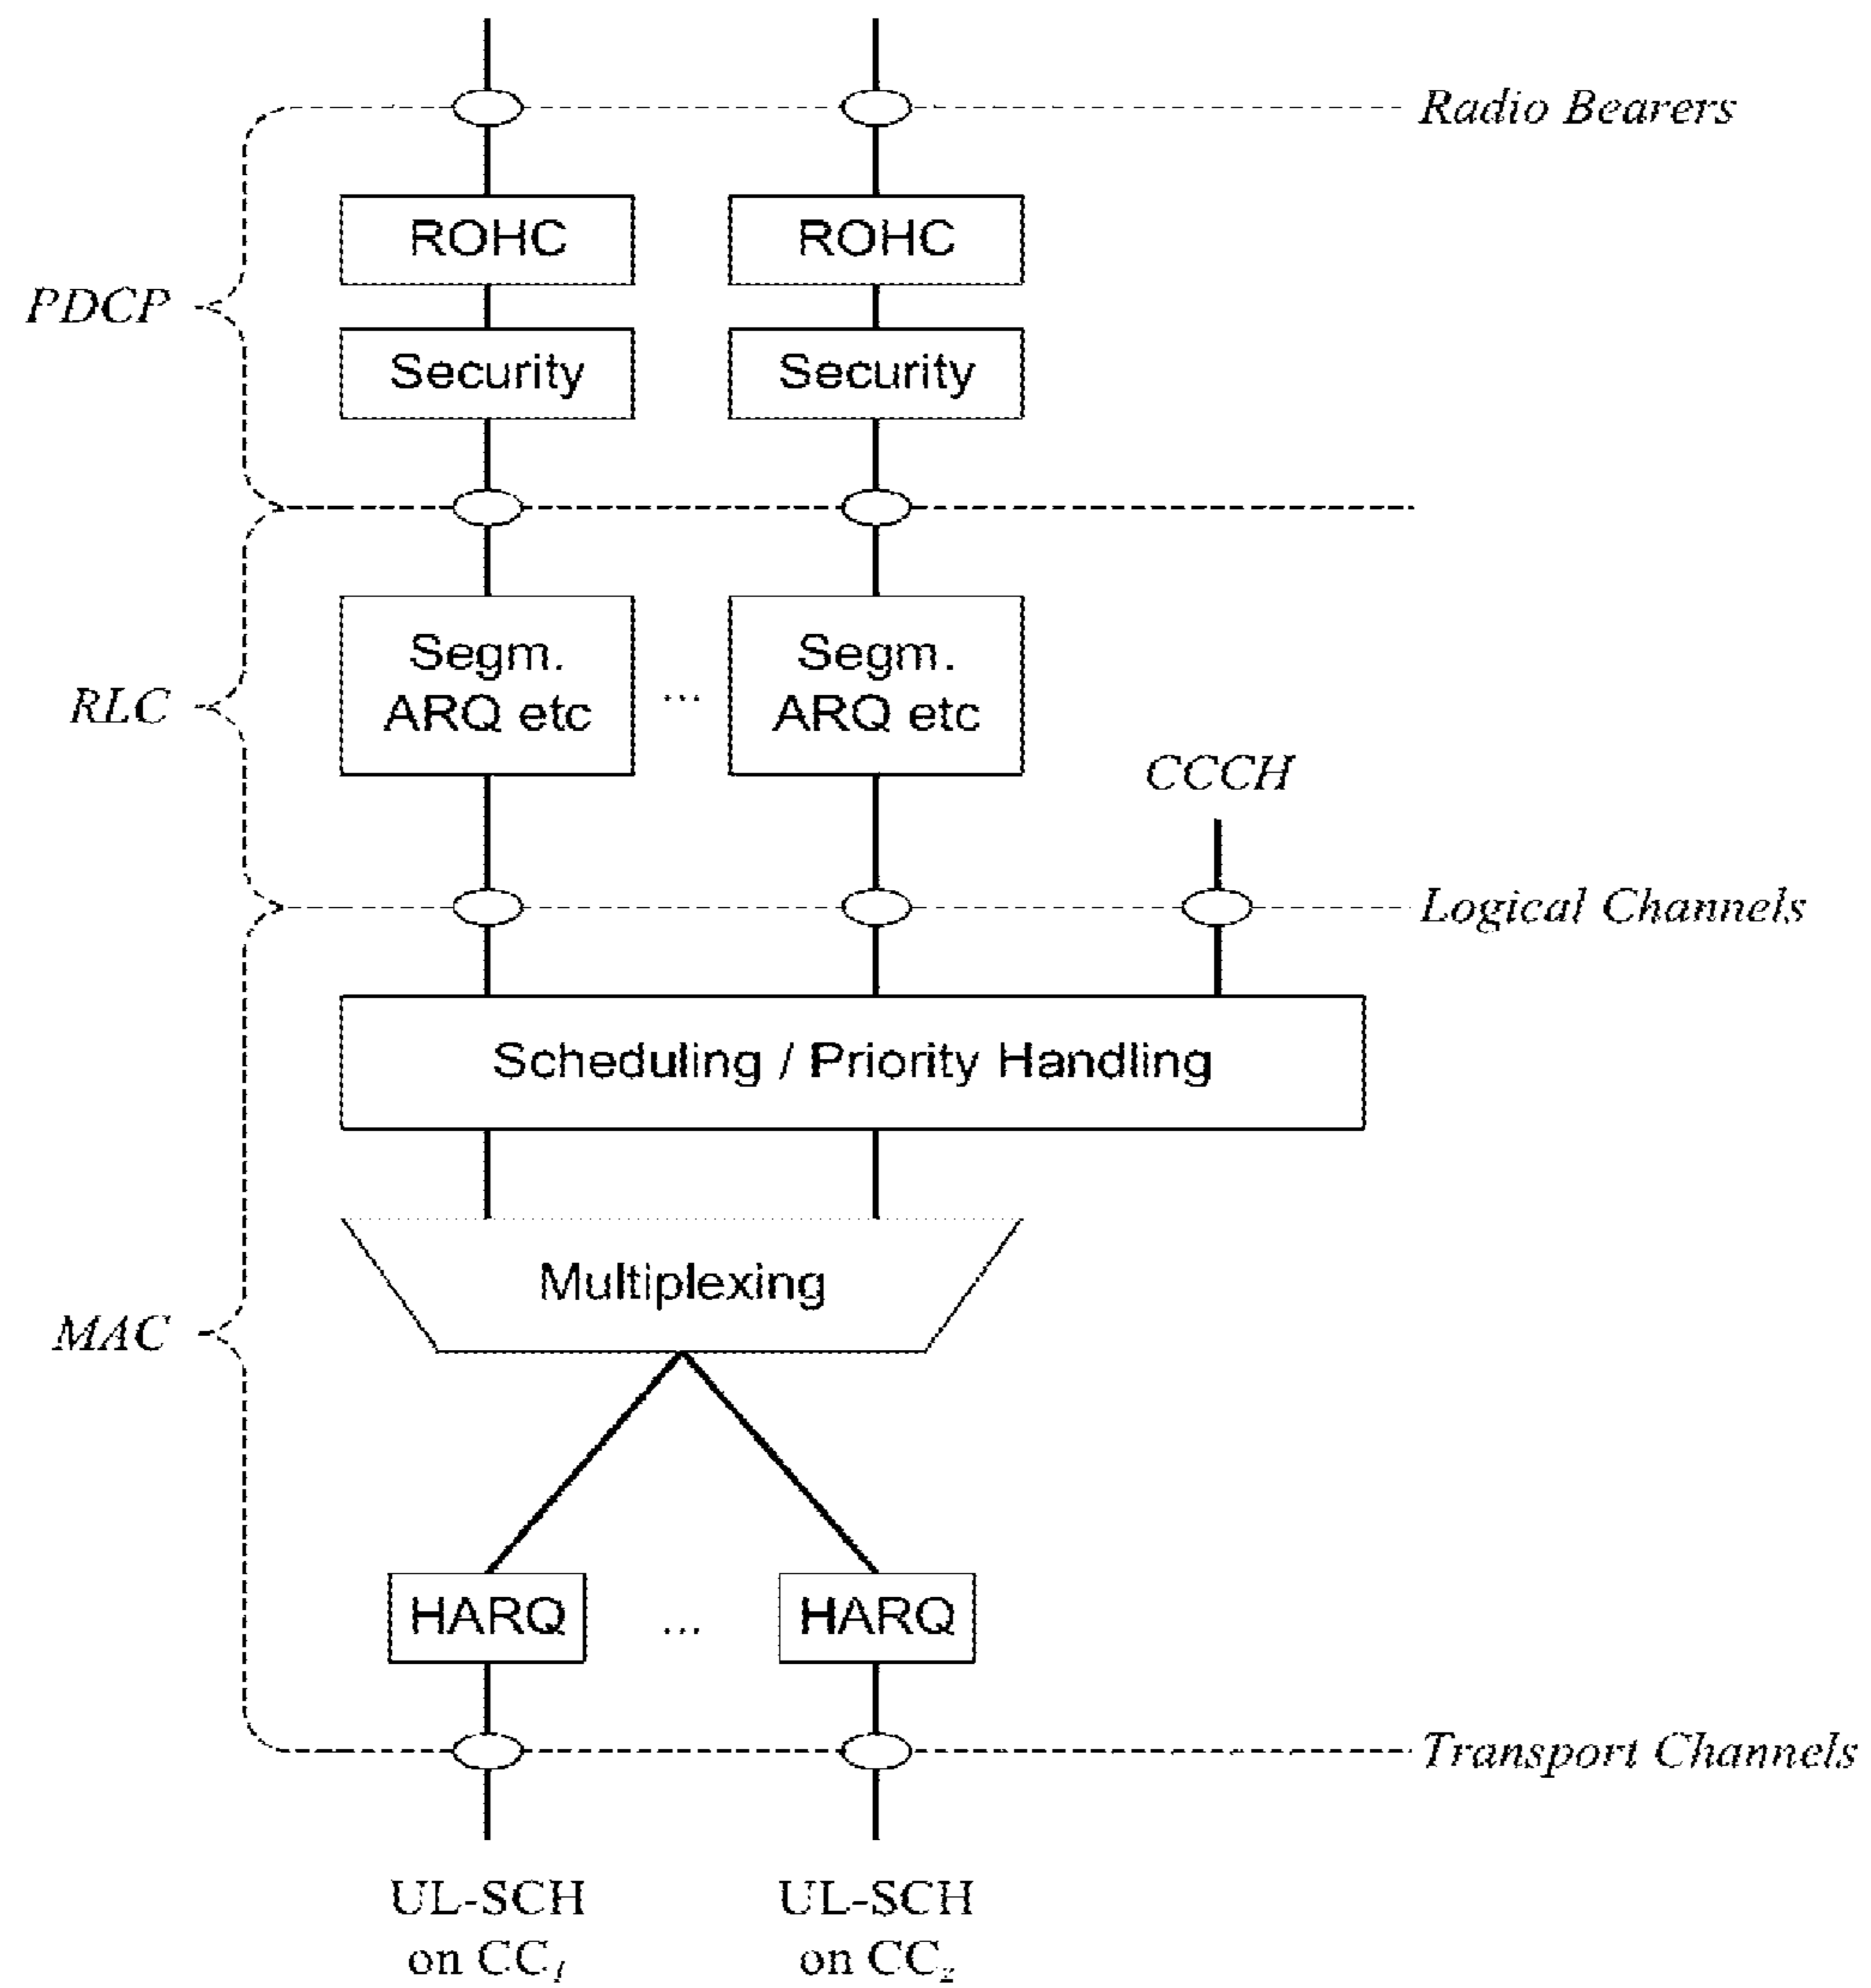 Radio Bearers
ROHC
ROHC
PDCP
Security
Security
Segm.
ARQ etc
...
Segm.
ARQ etc
RLC
CCCH
Logical Channels
Scheduling / Priority Handling
Multiplexing
MAC
HARQ
...
HARQ
Transport Channels
UL-SCH
on CC1
UL-SCH
on CCz